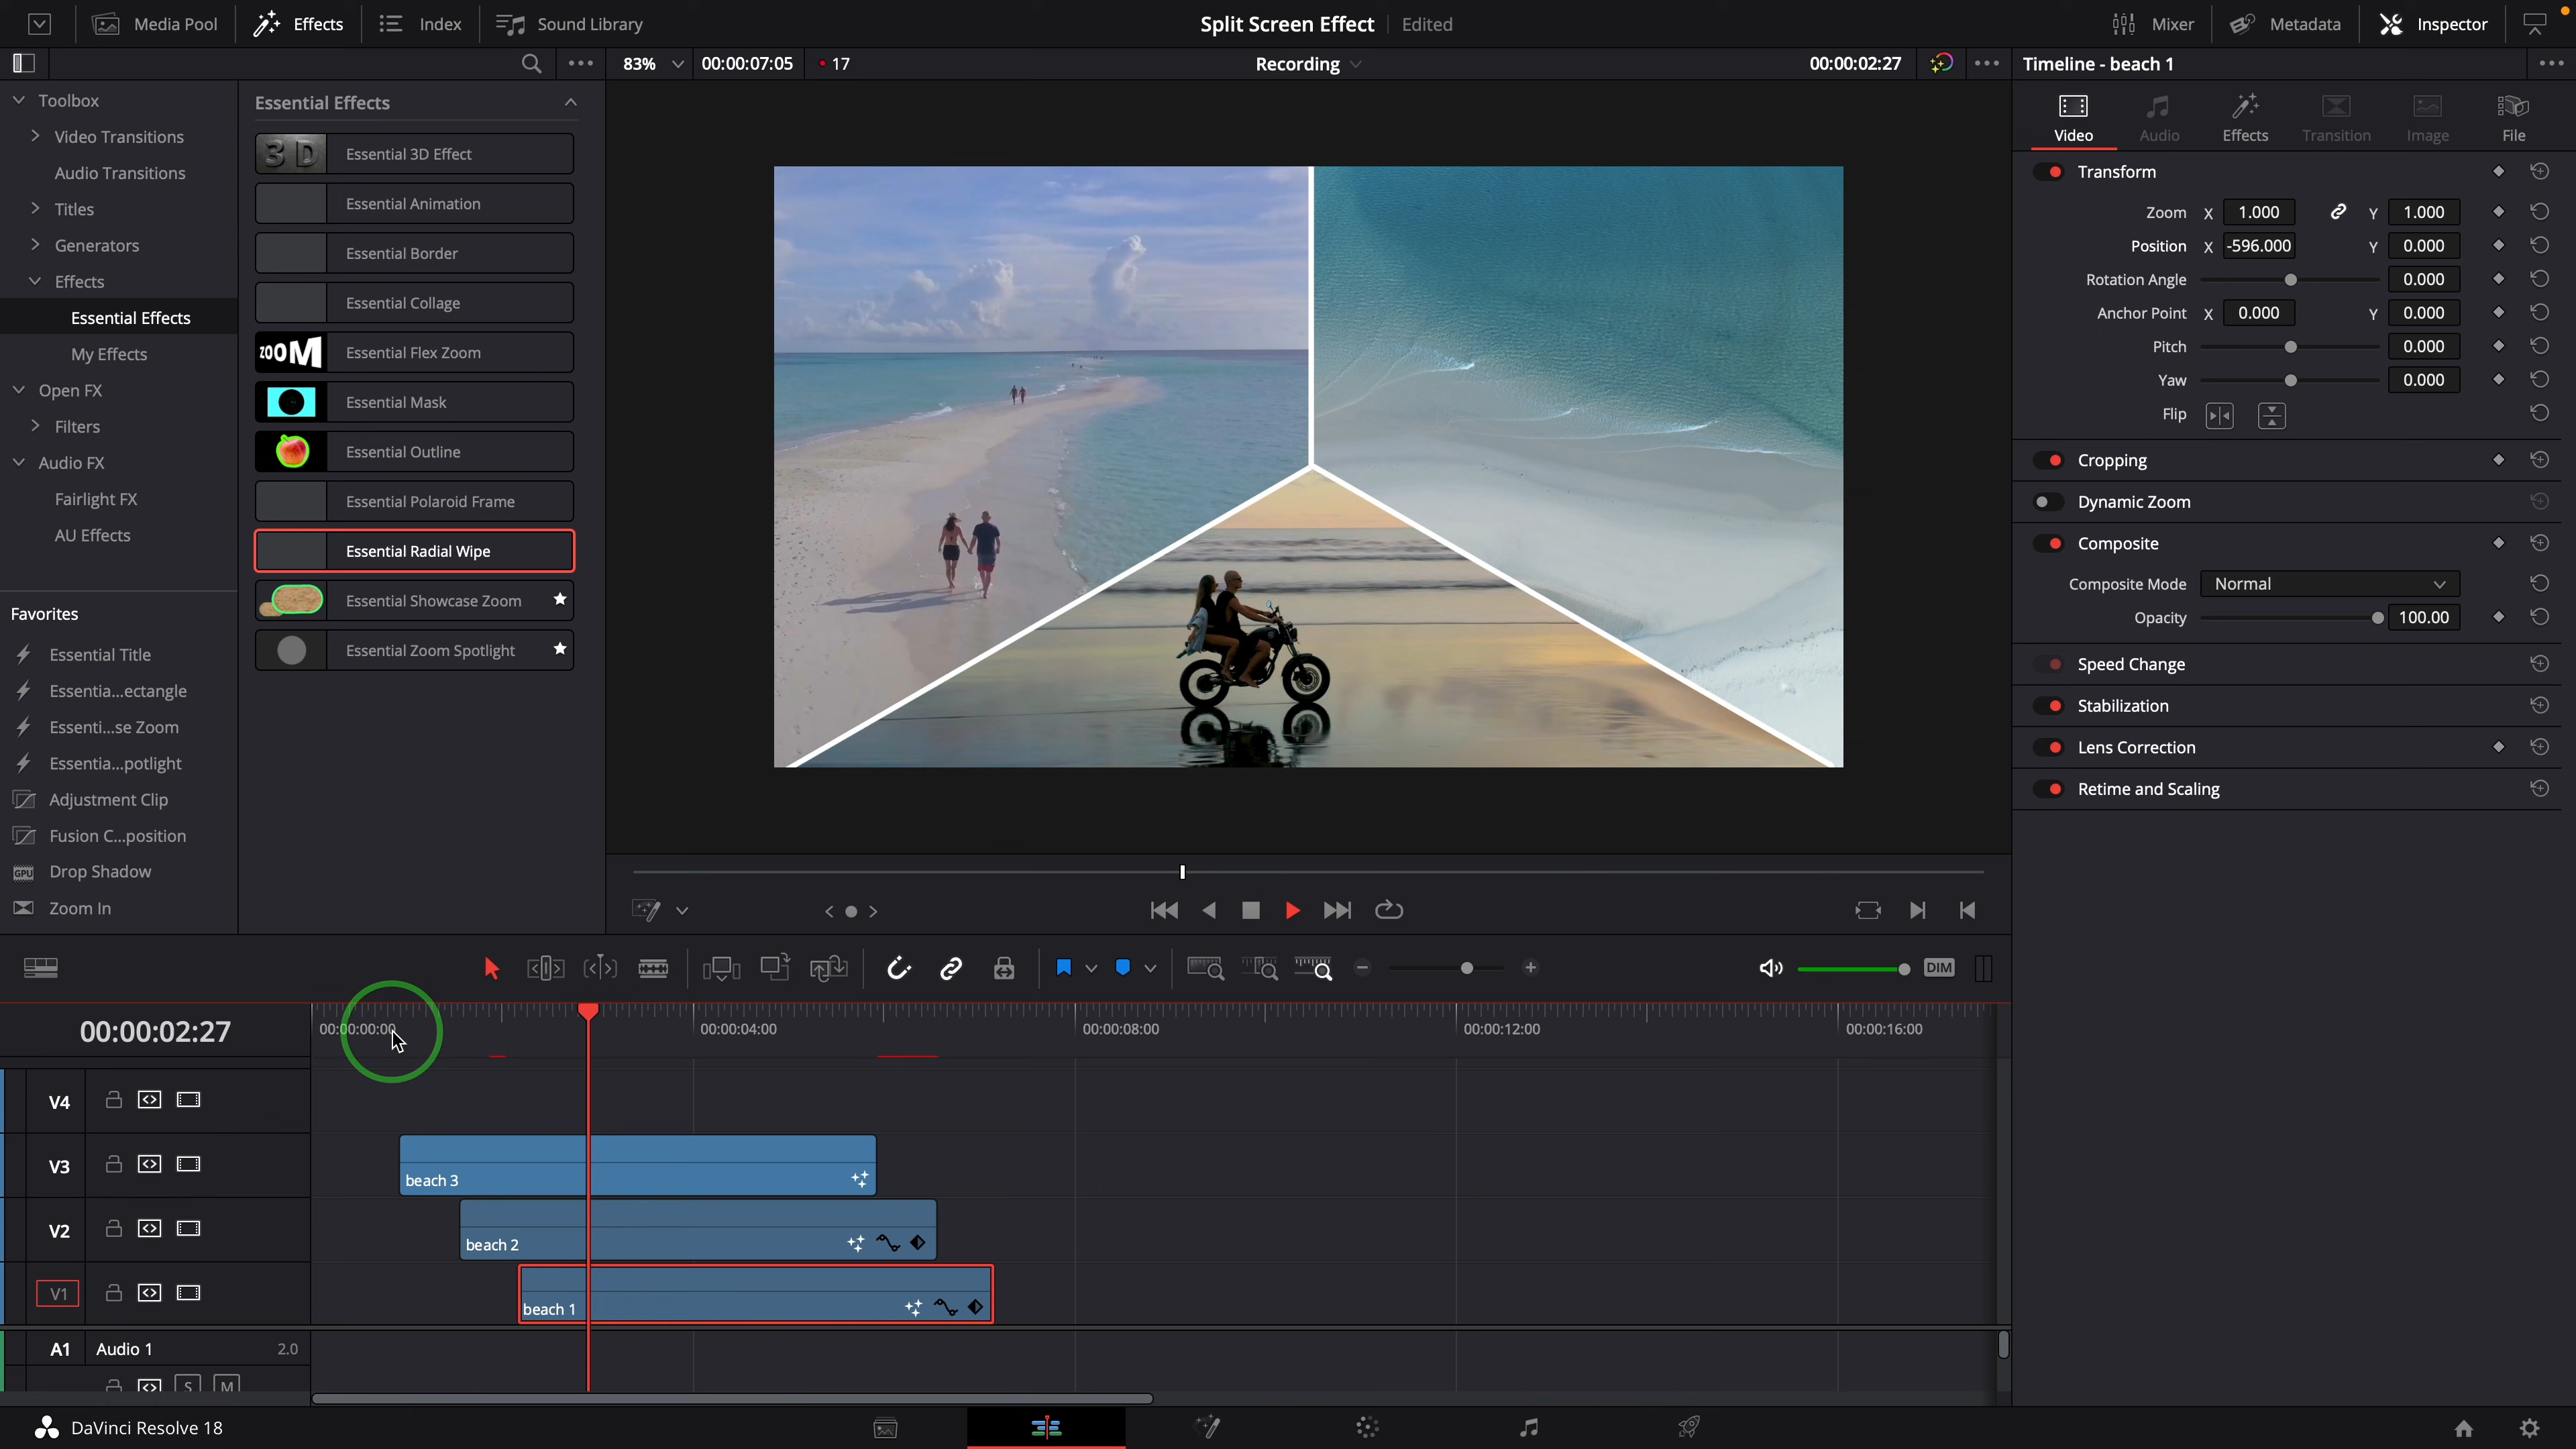 Media Pool Effects Index Sound Library Split Screen Effect Edited Mixer Metadata Inspector
83% 00:00:07:05 17 Recording 00:00:02:27 Timeline - beach 1
Toolbox
Video Transitions
Audio Transitions
Titles
Generators
Effects
Essential Effects
My Effects
Open FX
Filters
Audio FX
Fairlight FX
AU Effects
Favorites
Essential Title
Essentia...ectangle
Essenti...se Zoom
Essentia...potlight
Adjustment Clip
Fusion C...position
GPU Drop Shadow
Zoom In
Essential Effects
3D Essential 3D Effect
Essential Animation
Essential Border
Essential Collage
ZOOM Essential Flex Zoom
Essential Mask
Essential Outline
Essential Polaroid Frame
Essential Radial Wipe
Essential Showcase Zoom
Essential Zoom Spotlight
Video Audio Effects Transition Image File
Transform
Zoom X 1.000 Y 1.000
Position X -596.000 Y 0.000
Rotation Angle 0.000
Anchor Point X 0.000 Y 0.000
Pitch 0.000
Yaw 0.000
Flip
Cropping
Dynamic Zoom
Composite
Composite Mode Normal
Opacity 100.00
Speed Change
Stabilization
Lens Correction
Retime and Scaling
DIM
00:00:02:27 00:00:00:00 00:00:04:00 00:00:08:00 00:00:12:00 00:00:16:00
V4
V3 beach 3
V2 beach 2
V1 beach 1
A1 Audio 1 2.0
S M
DaVinci Resolve 18